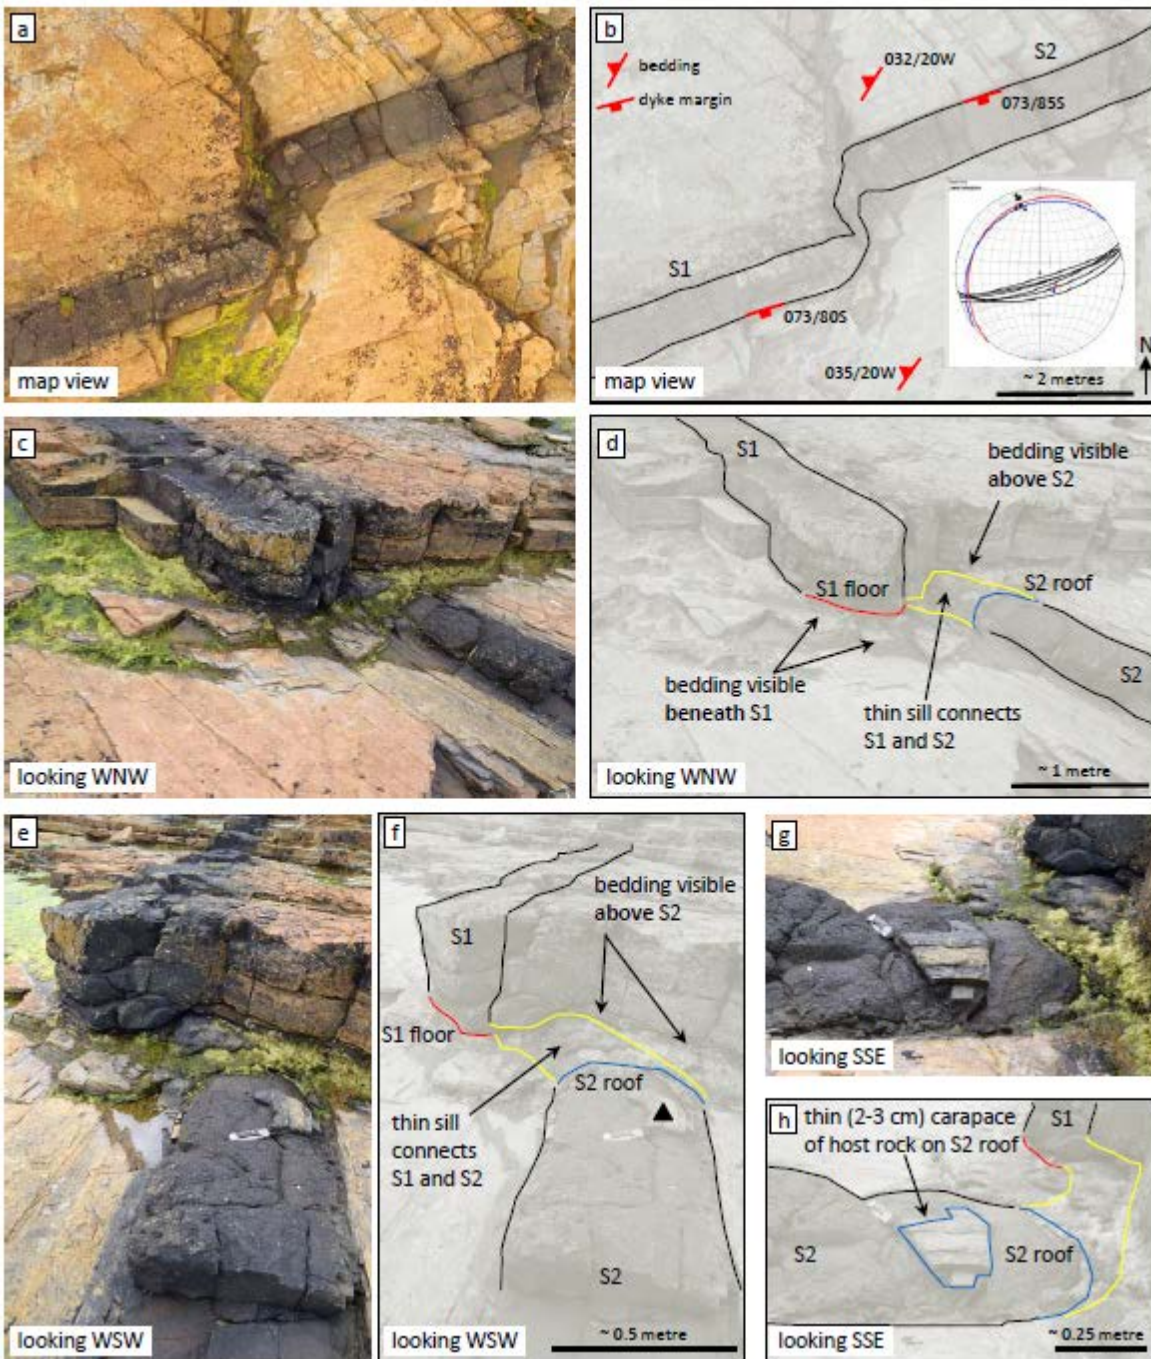 a
map view
b
bedding
dyke margin
032/20W
S2
073/85S
S1
073/80S
035/20W
map view
~ 2 metres
N
c
looking WNW
d
S1
bedding visible
above S2
S1 floor
S2 roof
bedding visible
beneath S1
thin sill connects
S1 and S2
S2
looking WNW
~ 1 metre
e
looking WSW
f
bedding visible
above S2
S1
S1 floor
S2 roof
thin sill
connects
S1 and S2
S2
looking WSW
~ 0.5 metre
g
looking SSE
h
thin (2-3 cm) carapace
of host rock on S2 roof
S1
S2
S2 roof
looking SSE
~ 0.25 metre